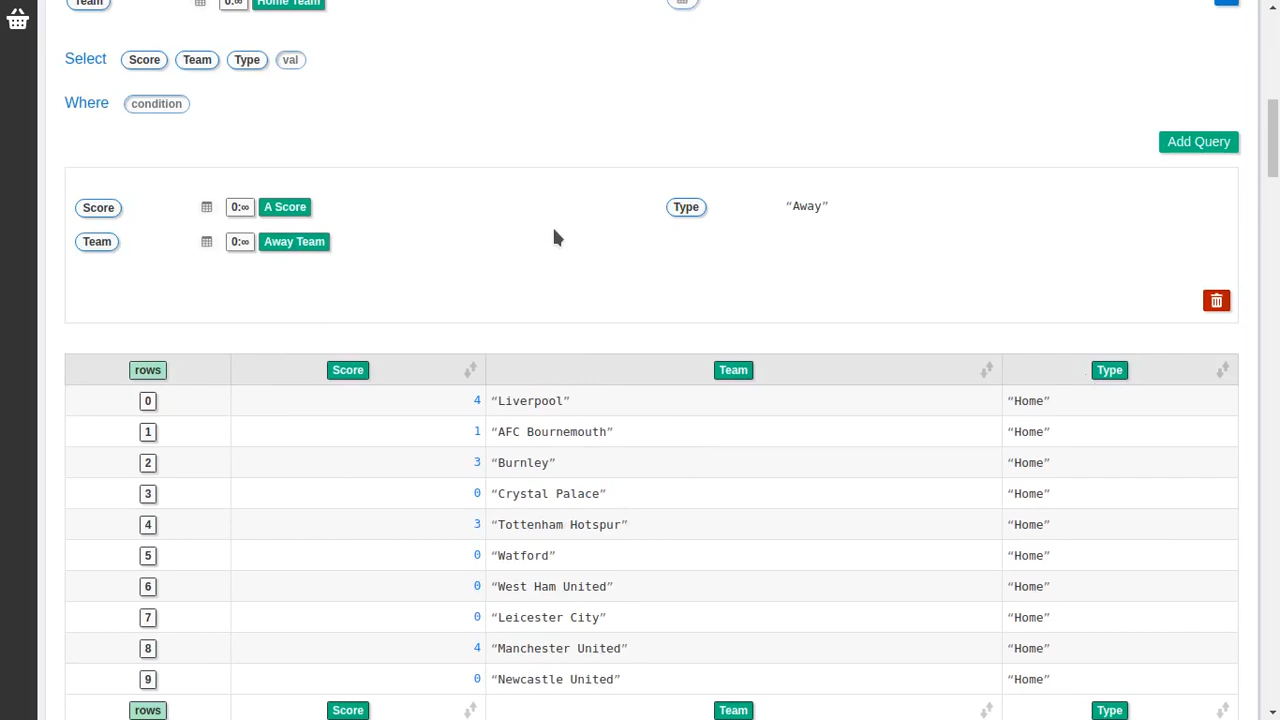 Team 0:∞ Home Team
Select Score Team Type val
Where condition
Add Query
Score 0:∞ A Score Type “Away”
Team 0:∞ Away Team
rows Score Team Type
0 4 “Liverpool” “Home”
1 1 “AFC Bournemouth” “Home”
2 3 “Burnley” “Home”
3 0 “Crystal Palace” “Home”
4 3 “Tottenham Hotspur” “Home”
5 0 “Watford” “Home”
6 0 “West Ham United” “Home”
7 0 “Leicester City” “Home”
8 4 “Manchester United” “Home”
9 0 “Newcastle United” “Home”
rows Score Team Type